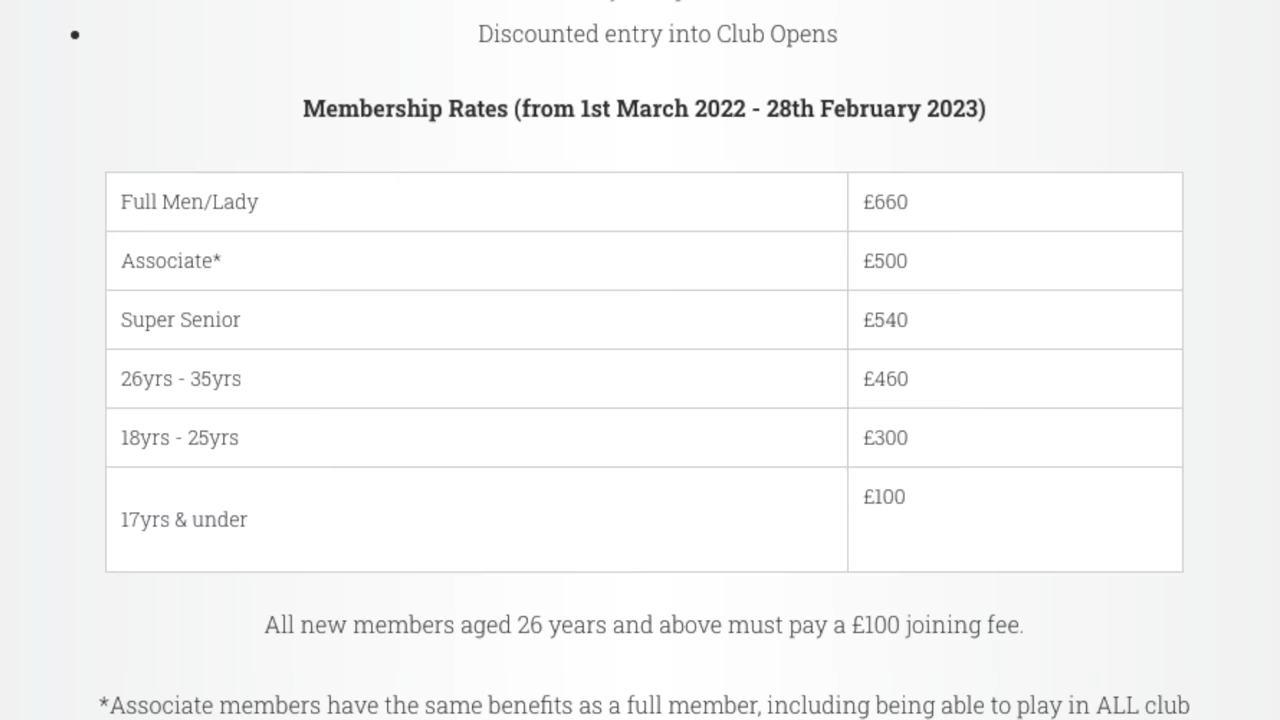 Discounted entry into Club Opens
Membership Rates (from 1st March 2022 - 28th February 2023)
Full Men/Lady £660
Associate* £500
Super Senior £540
26yrs - 35yrs £460
18yrs - 25yrs £300
17yrs & under £100
All new members aged 26 years and above must pay a £100 joining fee.
*Associate members have the same benefits as a full member, including being able to play in ALL club